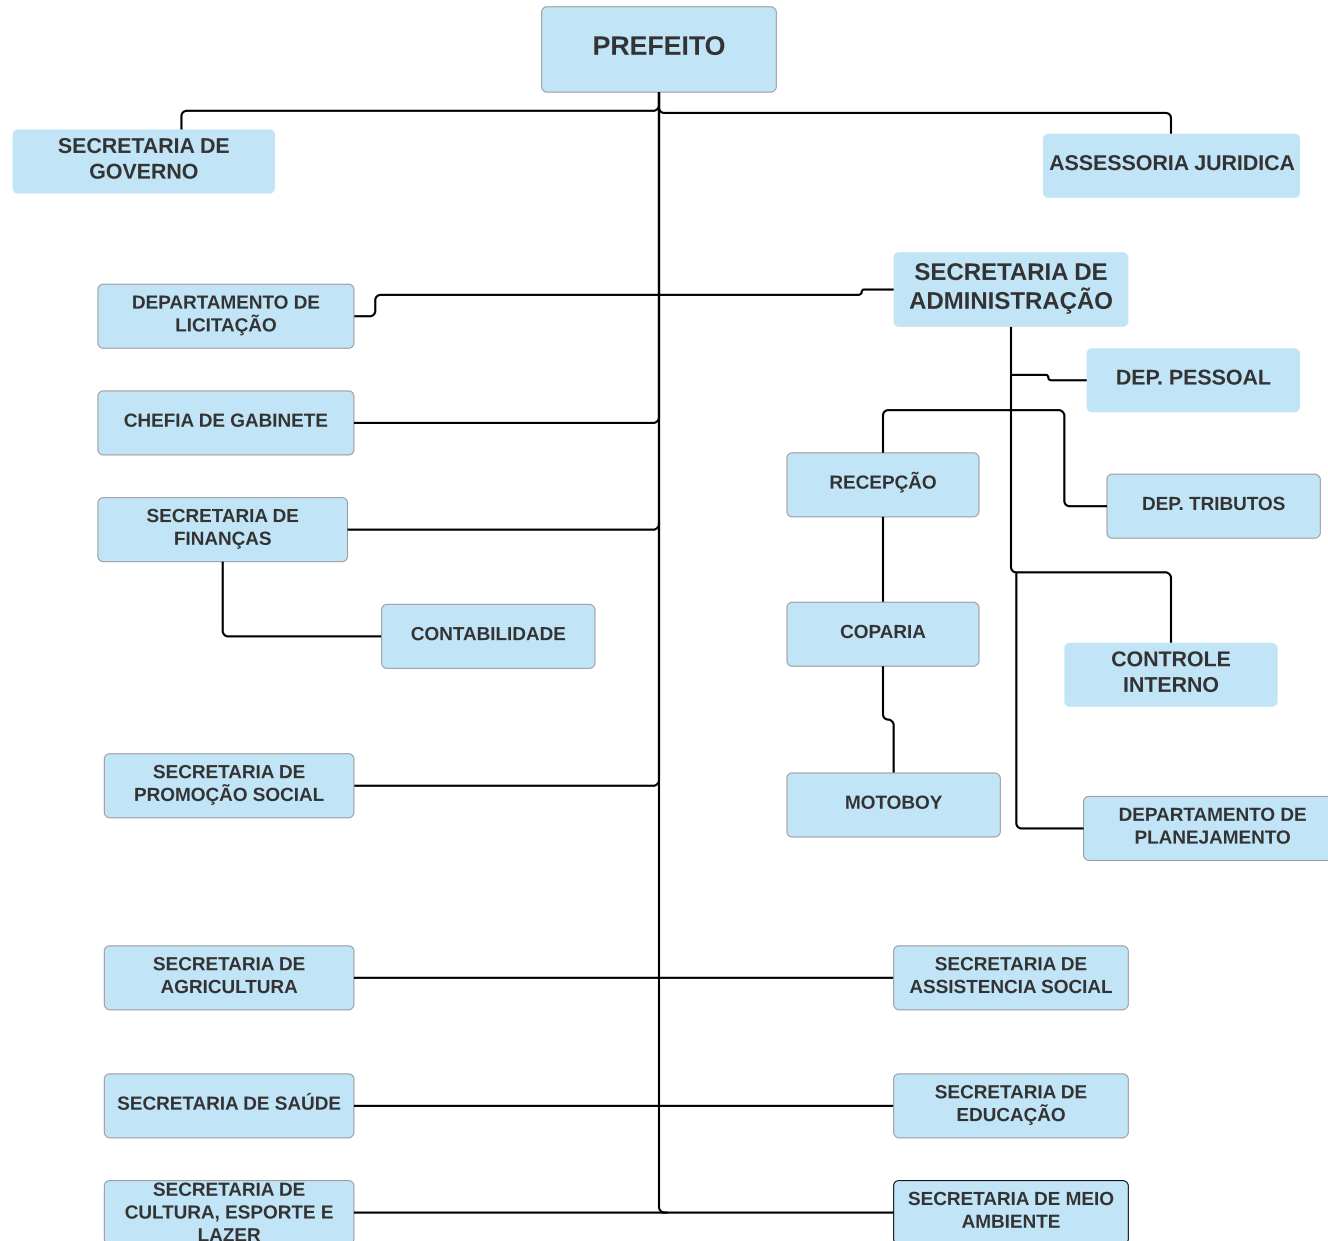 PREFEITO
SECRETARIA DE
GOVERNO
ASSESSORIA JURIDICA
SECRETARIA DE
ADMINISTRAÇÃO
DEPARTAMENTO DE
LICITAÇÃO
DEP. PESSOAL
CHEFIA DE GABINETE
RECEPÇÃO
DEP. TRIBUTOS
SECRETARIA DE
FINANÇAS
CONTABILIDADE
COPARIA
CONTROLE
INTERNO
SECRETARIA DE
PROMOÇÃO SOCIAL
MOTOBOY
DEPARTAMENTO DE
PLANEJAMENTO
SECRETARIA DE
AGRICULTURA
SECRETARIA DE
ASSISTENCIA SOCIAL
SECRETARIA DE SAÚDE
SECRETARIA DE
EDUCAÇÃO
SECRETARIA DE
CULTURA, ESPORTE E
LAZER
SECRETARIA DE MEIO
AMBIENTE